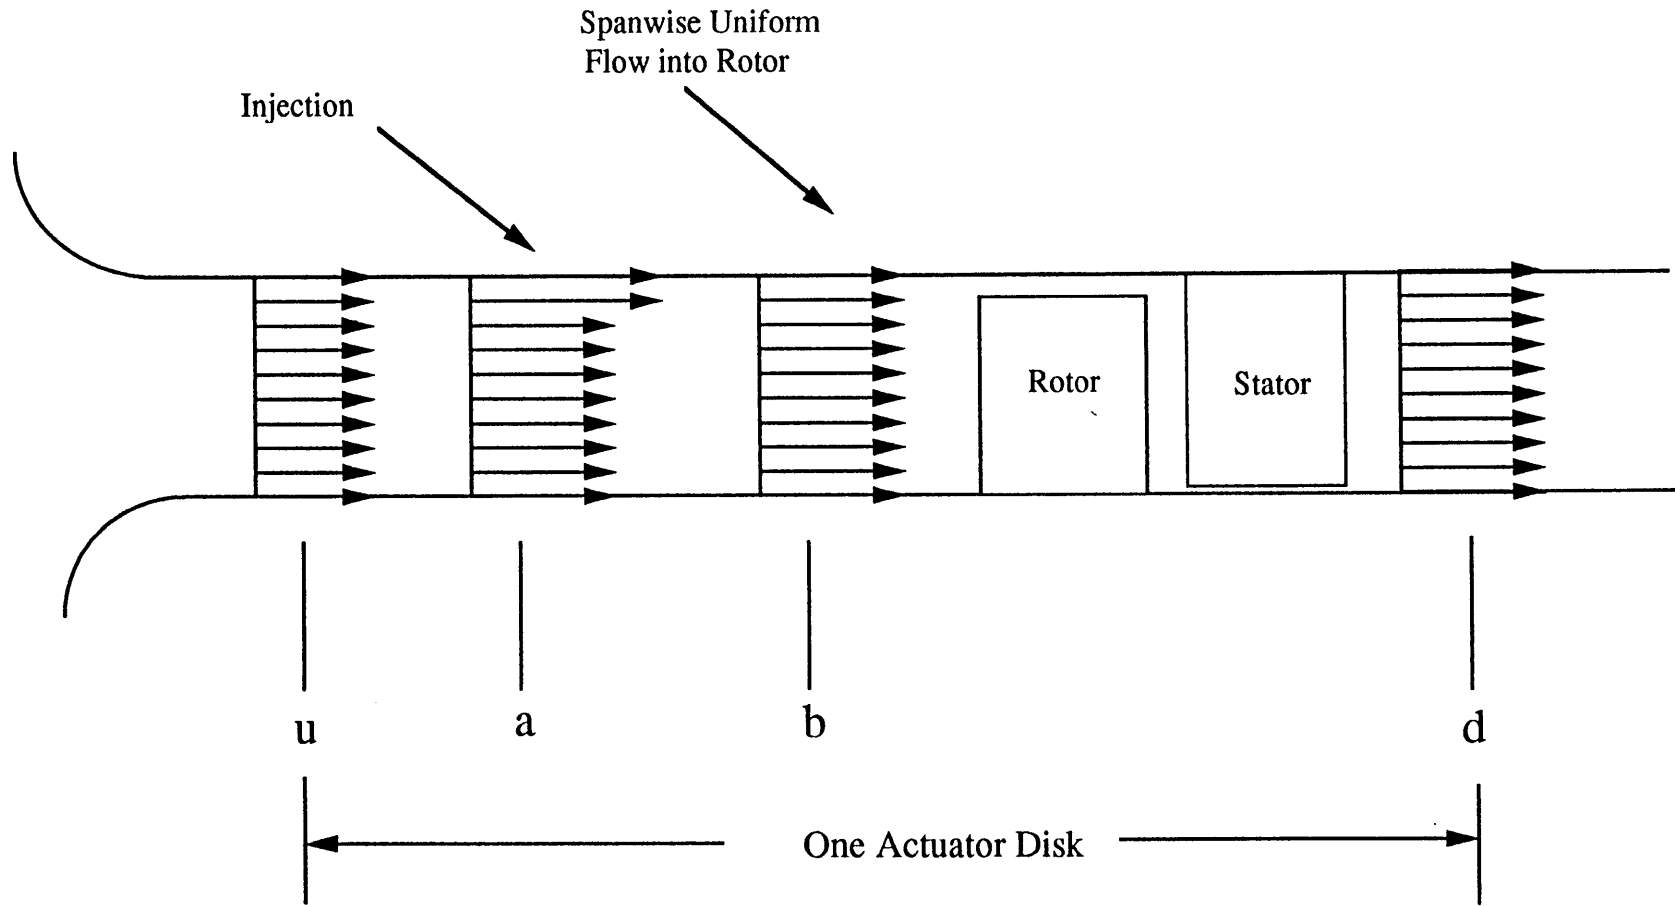 Spanwise Uniform
Flow into Rotor
Injection
Rotor
Stator
u
a
b
d
One Actuator Disk